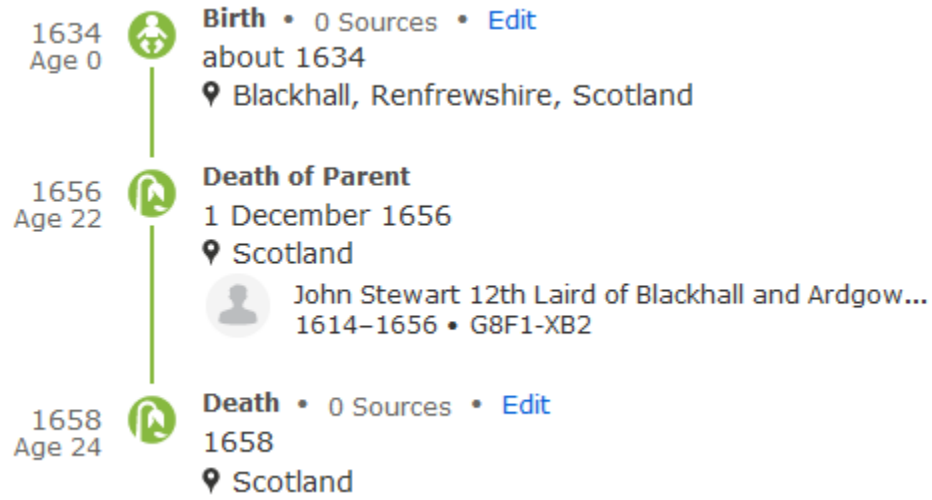 1634
Age 0
Birth • 0 Sources • Edit
about 1634
Blackhall, Renfrewshire, Scotland
1656
Age 22
Death of Parent
1 December 1656
Scotland
John Stewart 12th Laird of Blackhall and Ardgow...
1614–1656 • G8F1-XB2
1658
Age 24
Death • 0 Sources • Edit
1658
Scotland